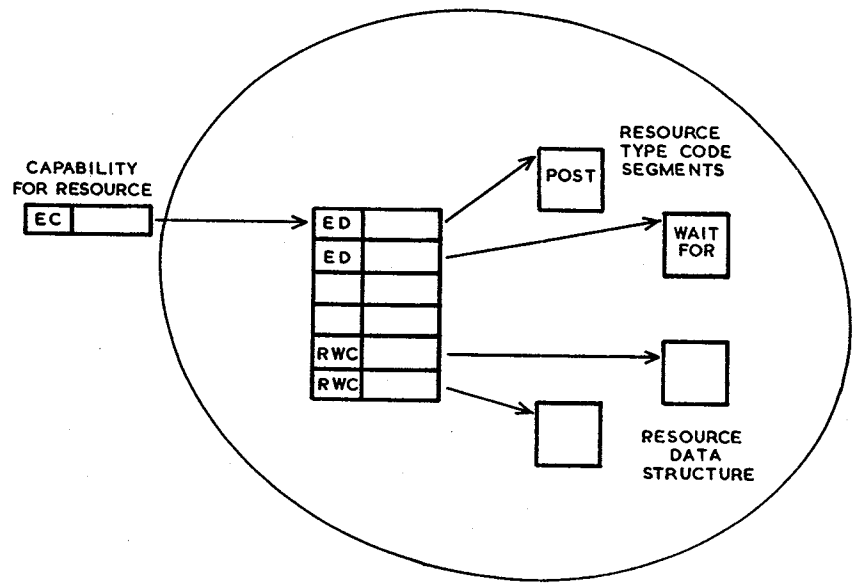 CAPABILITY
FOR RESOURCE
EC
ED
ED
RWC
RWC
POST
RESOURCE
TYPE CODE
SEGMENTS
WAIT
FOR
RESOURCE
DATA
STRUCTURE